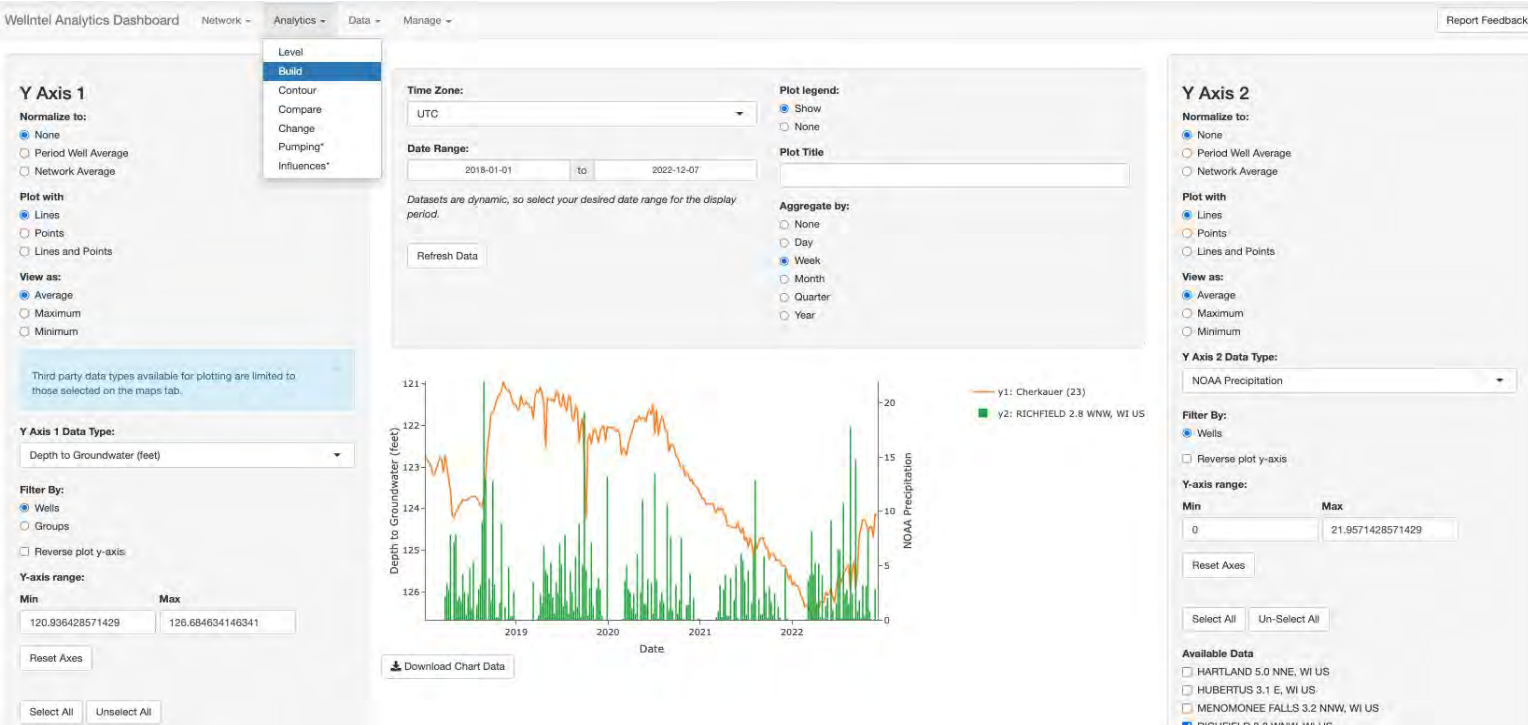 Wellntel Analytics Dashboard Network Analytics Data Manage Report Feedback
Level
Build
Contour
Compare
Change
Pumping*
Influences*
Y Axis 1
Normalize to:
None
Period Well Average
Network Average
Plot with
Lines
Points
Lines and Points
View as:
Average
Maximum
Minimum
Third party data types available for plotting are limited to
those selected on the maps tab.
Y Axis 1 Data Type:
Depth to Groundwater (feet)
Filter By:
Wells
Groups
Reverse plot y-axis
Y-axis range:
Min Max
120.936428571429 126.684634146341
Reset Axes
Select All Unselect All
Time Zone:
UTC
Date Range:
2018-01-01 to 2022-12-07
Datasets are dynamic, so select your desired date range for the display
period.
Refresh Data
Plot legend:
Show
None
Plot Title
Aggregate by:
None
Day
Week
Month
Quarter
Year
121
122
123
124
125
126
Depth to Groundwater (feet)
20
15
10
5
0
NOAA Precipitation
2019 2020 2021 2022
Date
y1: Cherkauer (23)
y2: RICHFIELD 2.8 WNW, WI US
Download Chart Data
Y Axis 2
Normalize to:
None
Period Well Average
Network Average
Plot with
Lines
Points
Lines and Points
View as:
Average
Maximum
Minimum
Y Axis 2 Data Type:
NOAA Precipitation
Filter By:
Wells
Reverse plot y-axis
Y-axis range:
Min Max
0 21.9571428571429
Reset Axes
Select All Un-Select All
Available Data
HARTLAND 5.0 NNE, WI US
HUBERTUS 3.1 E, WI US
MENOMONEE FALLS 3.2 NNW, WI US